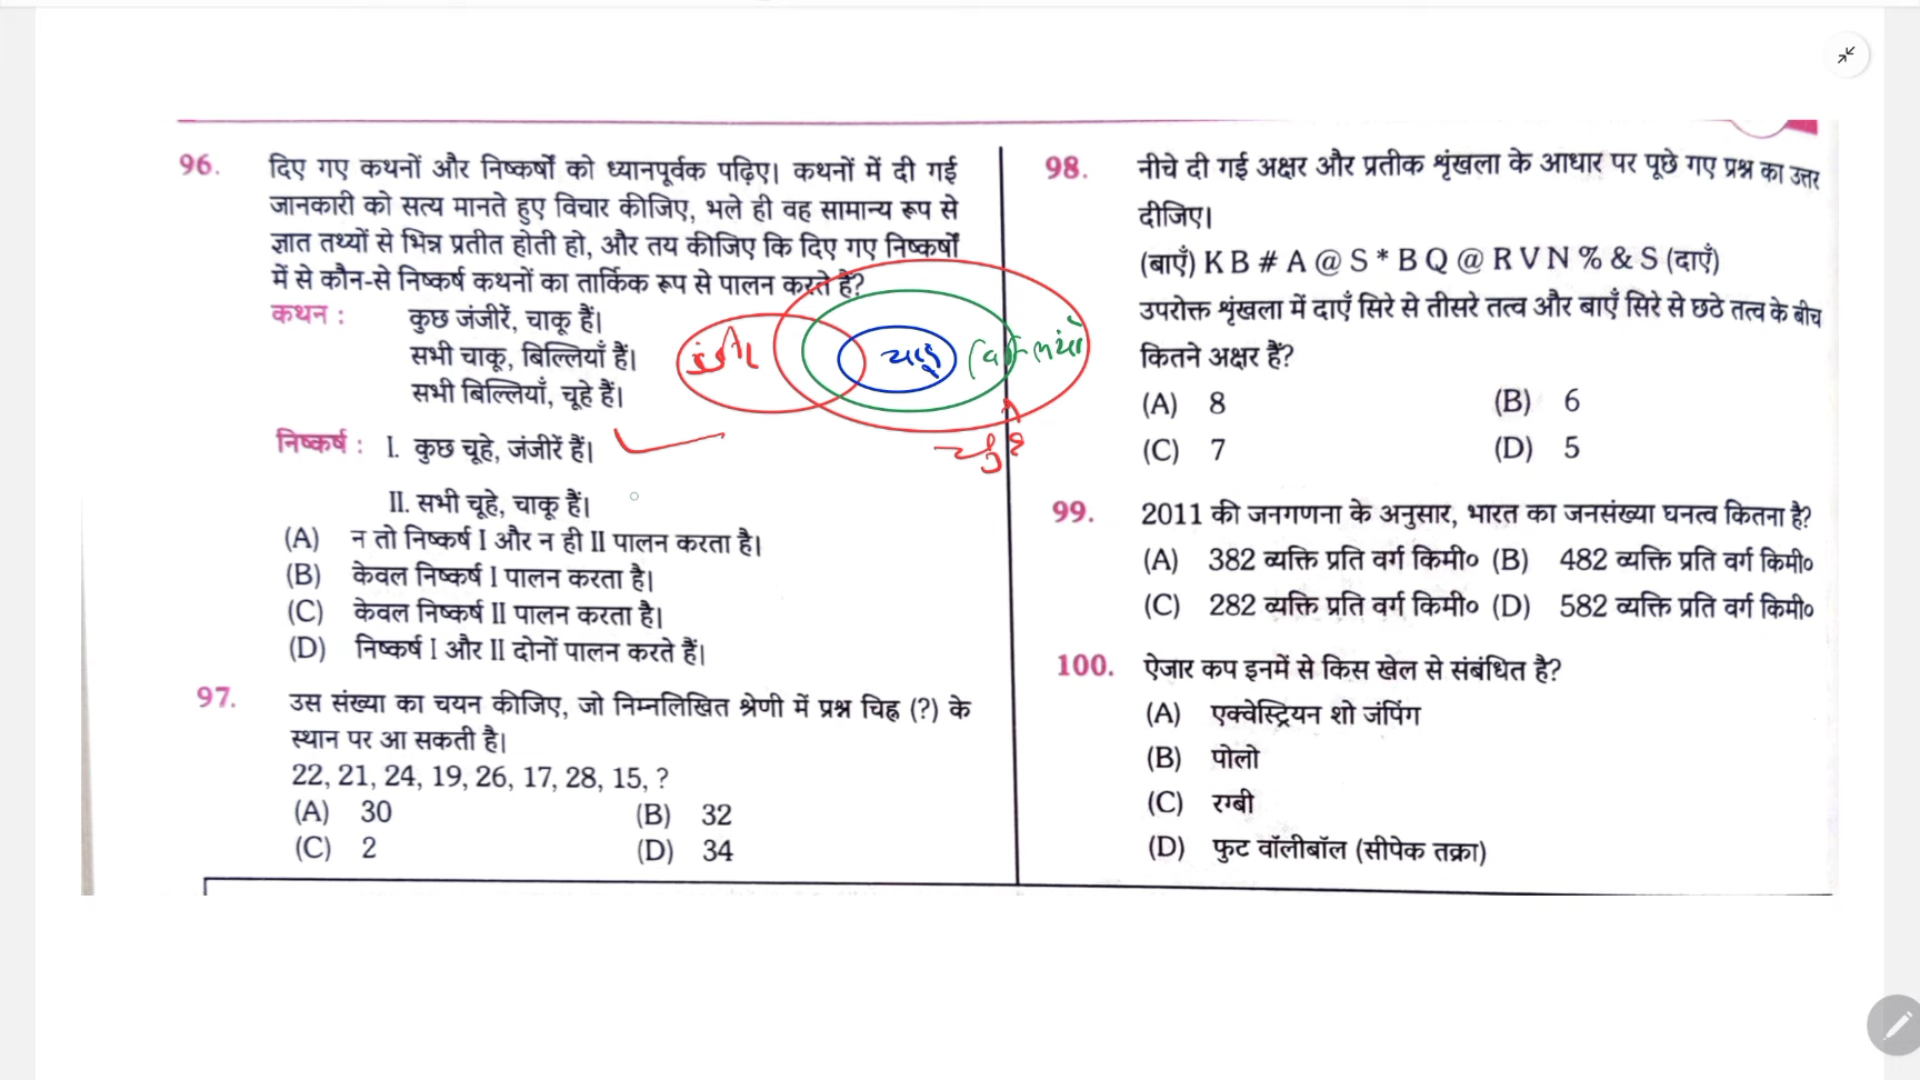 96. दिए गए कथनों और निष्कर्षों को ध्यानपूर्वक पढ़िए। कथनों में दी गई
जानकारी को सत्य मानते हुए विचार कीजिए, भले ही वह सामान्य रूप से
ज्ञात तथ्यों से भिन्न प्रतीत होती हो, और तय कीजिए कि दिए गए निष्कर्षों
में से कौन-से निष्कर्ष कथनों का तार्किक रूप से पालन करते हैं?
कथन : कुछ जंजीरें, चाकू हैं।
सभी चाकू, बिल्लियाँ हैं।
सभी बिल्लियाँ, चूहे हैं।
चाकू
चूहे
निष्कर्ष : I. कुछ चूहे, जंजीरें हैं।
II. सभी चूहे, चाकू हैं।
(A) न तो निष्कर्ष I और न ही II पालन करता है।
(B) केवल निष्कर्ष I पालन करता है।
(C) केवल निष्कर्ष II पालन करता है।
(D) निष्कर्ष I और II दोनों पालन करते हैं।
97. उस संख्या का चयन कीजिए, जो निम्नलिखित श्रेणी में प्रश्न चिह्न (?) के
स्थान पर आ सकती है।
22, 21, 24, 19, 26, 17, 28, 15, ?
(A) 30 (B) 32
(C) 2 (D) 34
98. नीचे दी गई अक्षर और प्रतीक श्रृंखला के आधार पर पूछे गए प्रश्न का उत्तर
दीजिए।
(बाएँ) K B # A @ S * B Q @ R V N % & S (दाएँ)
उपरोक्त श्रृंखला में दाएँ सिरे से तीसरे तत्व और बाएँ सिरे से छठे तत्व के बीच
कितने अक्षर हैं?
(A) 8 (B) 6
(C) 7 (D) 5
99. 2011 की जनगणना के अनुसार, भारत का जनसंख्या घनत्व कितना है?
(A) 382 व्यक्ति प्रति वर्ग किमी० (B) 482 व्यक्ति प्रति वर्ग किमी०
(C) 282 व्यक्ति प्रति वर्ग किमी० (D) 582 व्यक्ति प्रति वर्ग किमी०
100. ऐजार कप इनमें से किस खेल से संबंधित है?
(A) एक्वेस्ट्रियन शो जंपिंग
(B) पोलो
(C) रग्बी
(D) फुट वॉलीबॉल (सीपेक तक्रा)